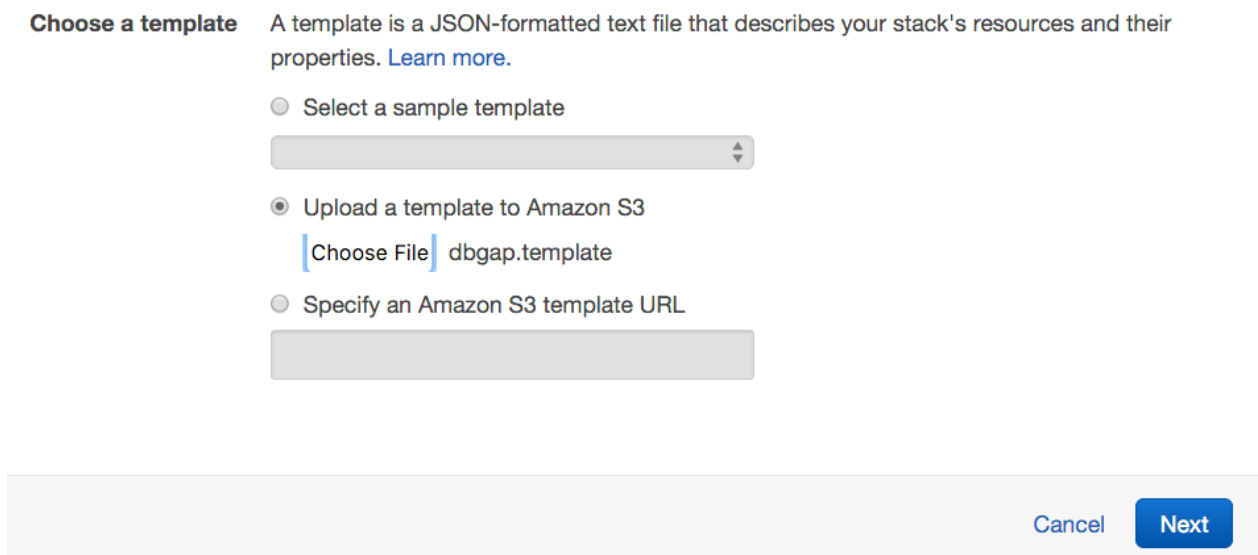 Choose a template
A template is a JSON-formatted text file that describes your stack's resources and their
properties. Learn more.
Select a sample template
Upload a template to Amazon S3
Choose File dbgap.template
Specify an Amazon S3 template URL
Cancel Next